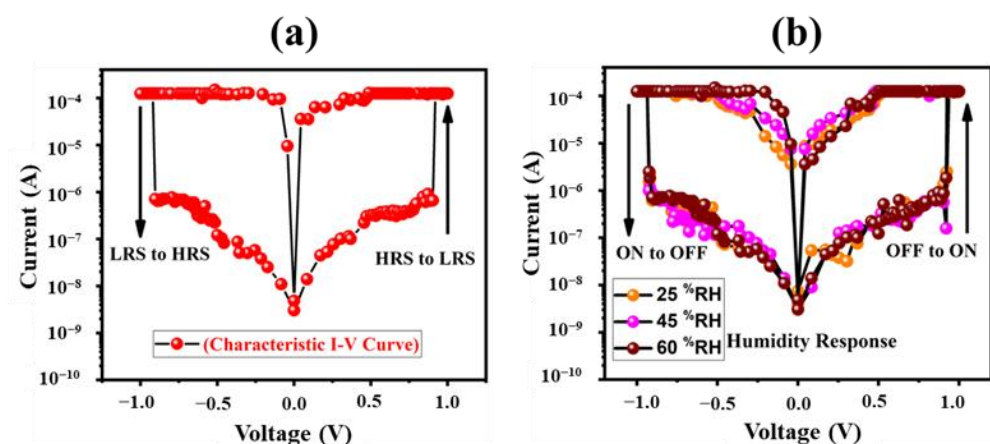 (a)
Current (A)
10⁻⁴
10⁻⁵
10⁻⁶
10⁻⁷
10⁻⁸
10⁻⁹
10⁻¹⁰
LRS to HRS
HRS to LRS
(Characteristic I-V Curve)
−1.0 −0.5 0.0 0.5 1.0
Voltage (V)
(b)
Current (A)
10⁻⁴
10⁻⁵
10⁻⁶
10⁻⁷
10⁻⁸
10⁻⁹
10⁻¹⁰
ON to OFF
OFF to ON
25 %RH
45 %RH
60 %RH
Humidity Response
−1.0 −0.5 0.0 0.5 1.0
Voltage (V)